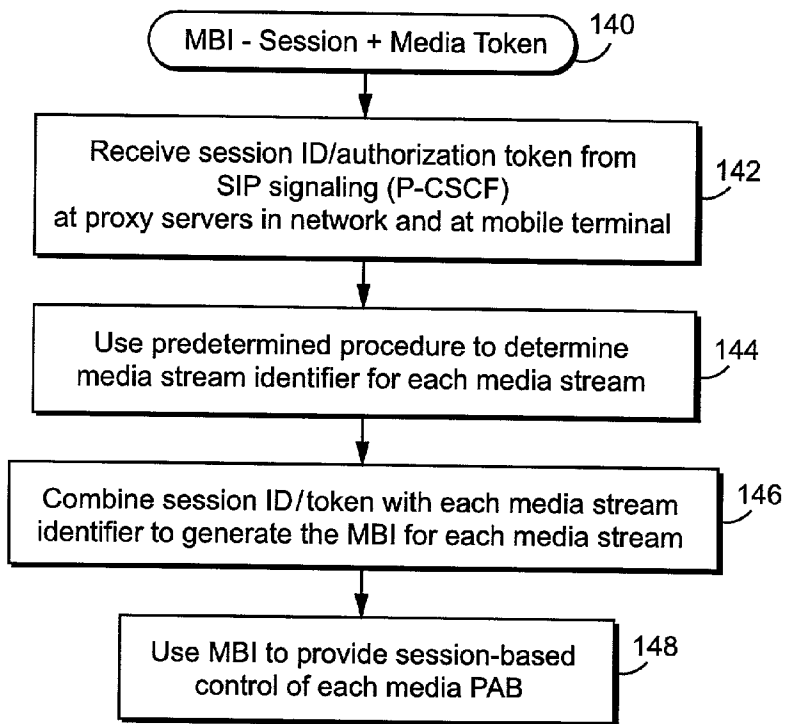 MBI - Session + Media Token
140
Receive session ID/authorization token from
SIP signaling (P-CSCF)
at proxy servers in network and at mobile terminal
142
Use predetermined procedure to determine
media stream identifier for each media stream
144
Combine session ID/token with each media stream
identifier to generate the MBI for each media stream
146
Use MBI to provide session-based
control of each media PAB
148